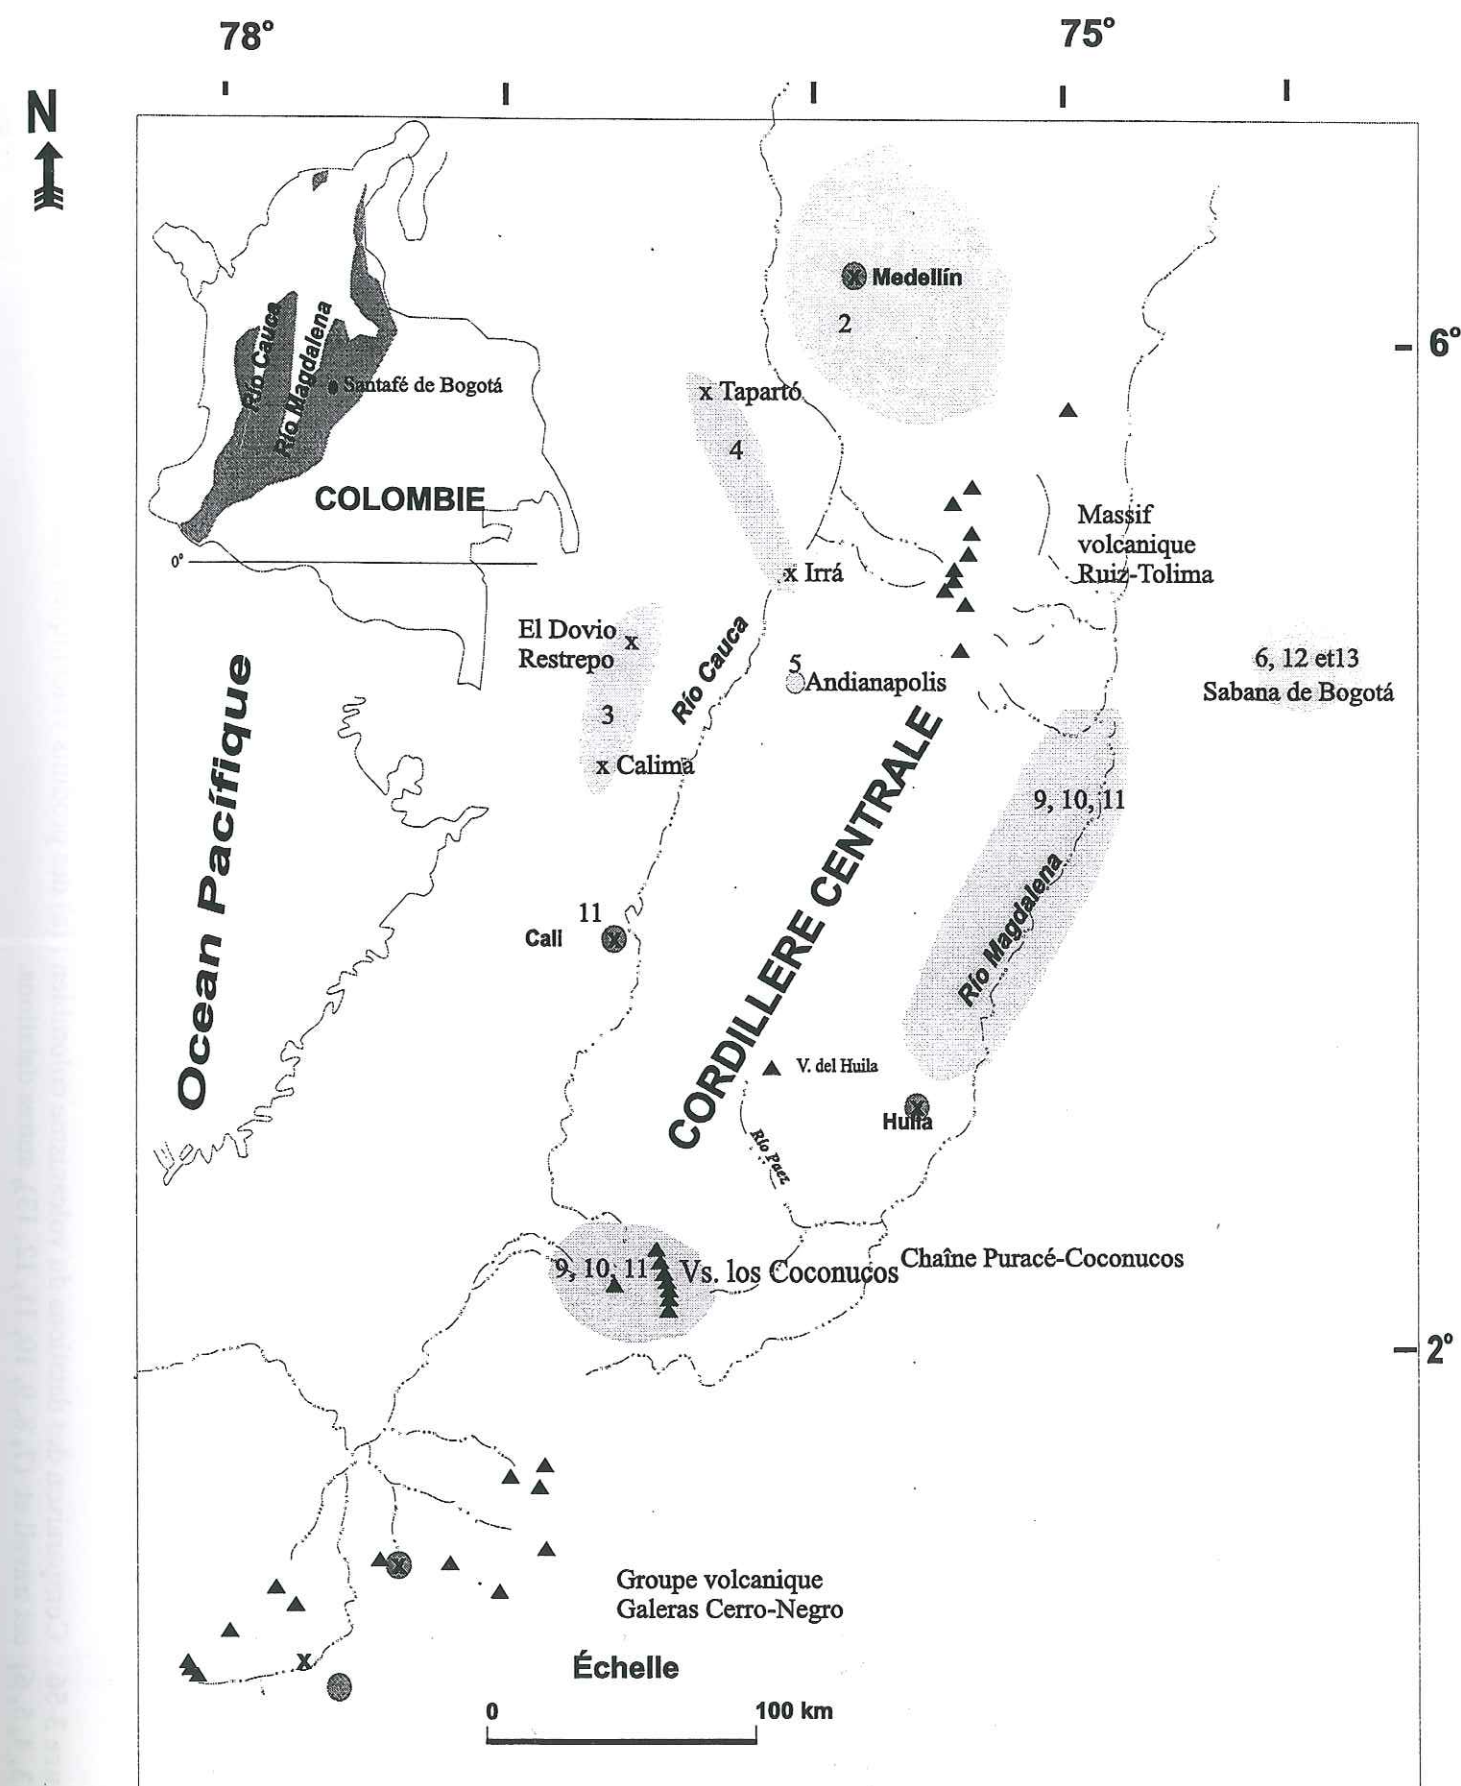 78° 75°
N
Medellín
2
6°
Río Cauca
Río Magdalena
Santafé de Bogotá
COLOMBIE
0°
x Tapartó
4
Massif
volcanique
Ruiz-Tolima
x Irrá
El Dovio x
Restrepo
3
x Calima
Río Cauca
5
Andianapolis
6, 12 et13
Sabana de Bogotá
Ocean Pacífique
CORDILLERE CENTRALE
9, 10, 11
Río Magdalena
11
Cali
V. del Huila
Huila
Río Paez
9, 10, 11
Vs. los Coconucos
Chaîne Puracé-Coconucos
2°
Groupe volcanique
Galeras Cerro-Negro
x
Échelle
0 100 km